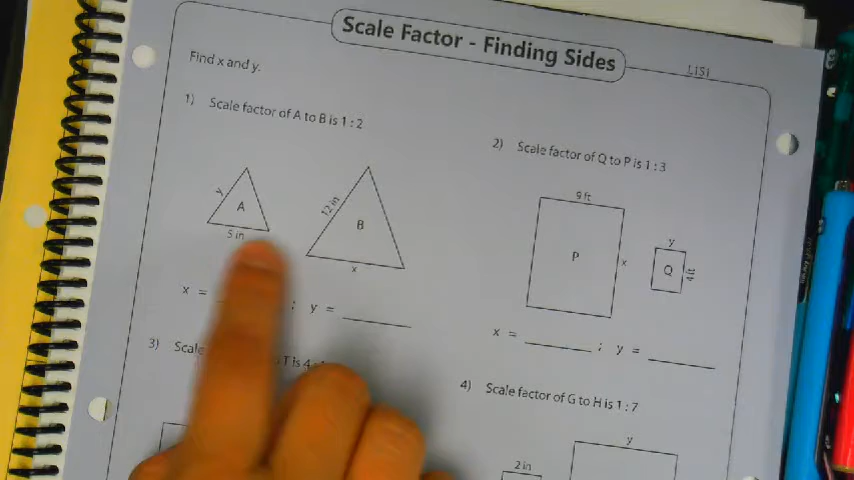 Scale Factor - Finding Sides
L1S1
Find x and y.
1) Scale factor of A to B is 1 : 2
2) Scale factor of Q to P is 1 : 3
y
A
5 in
12 in
B
x
9 ft
P
x
y
Q
4 ft
x = ; y =
x = ; y =
3) Scale T is 4
4) Scale factor of G to H is 1 : 7
2 in
y